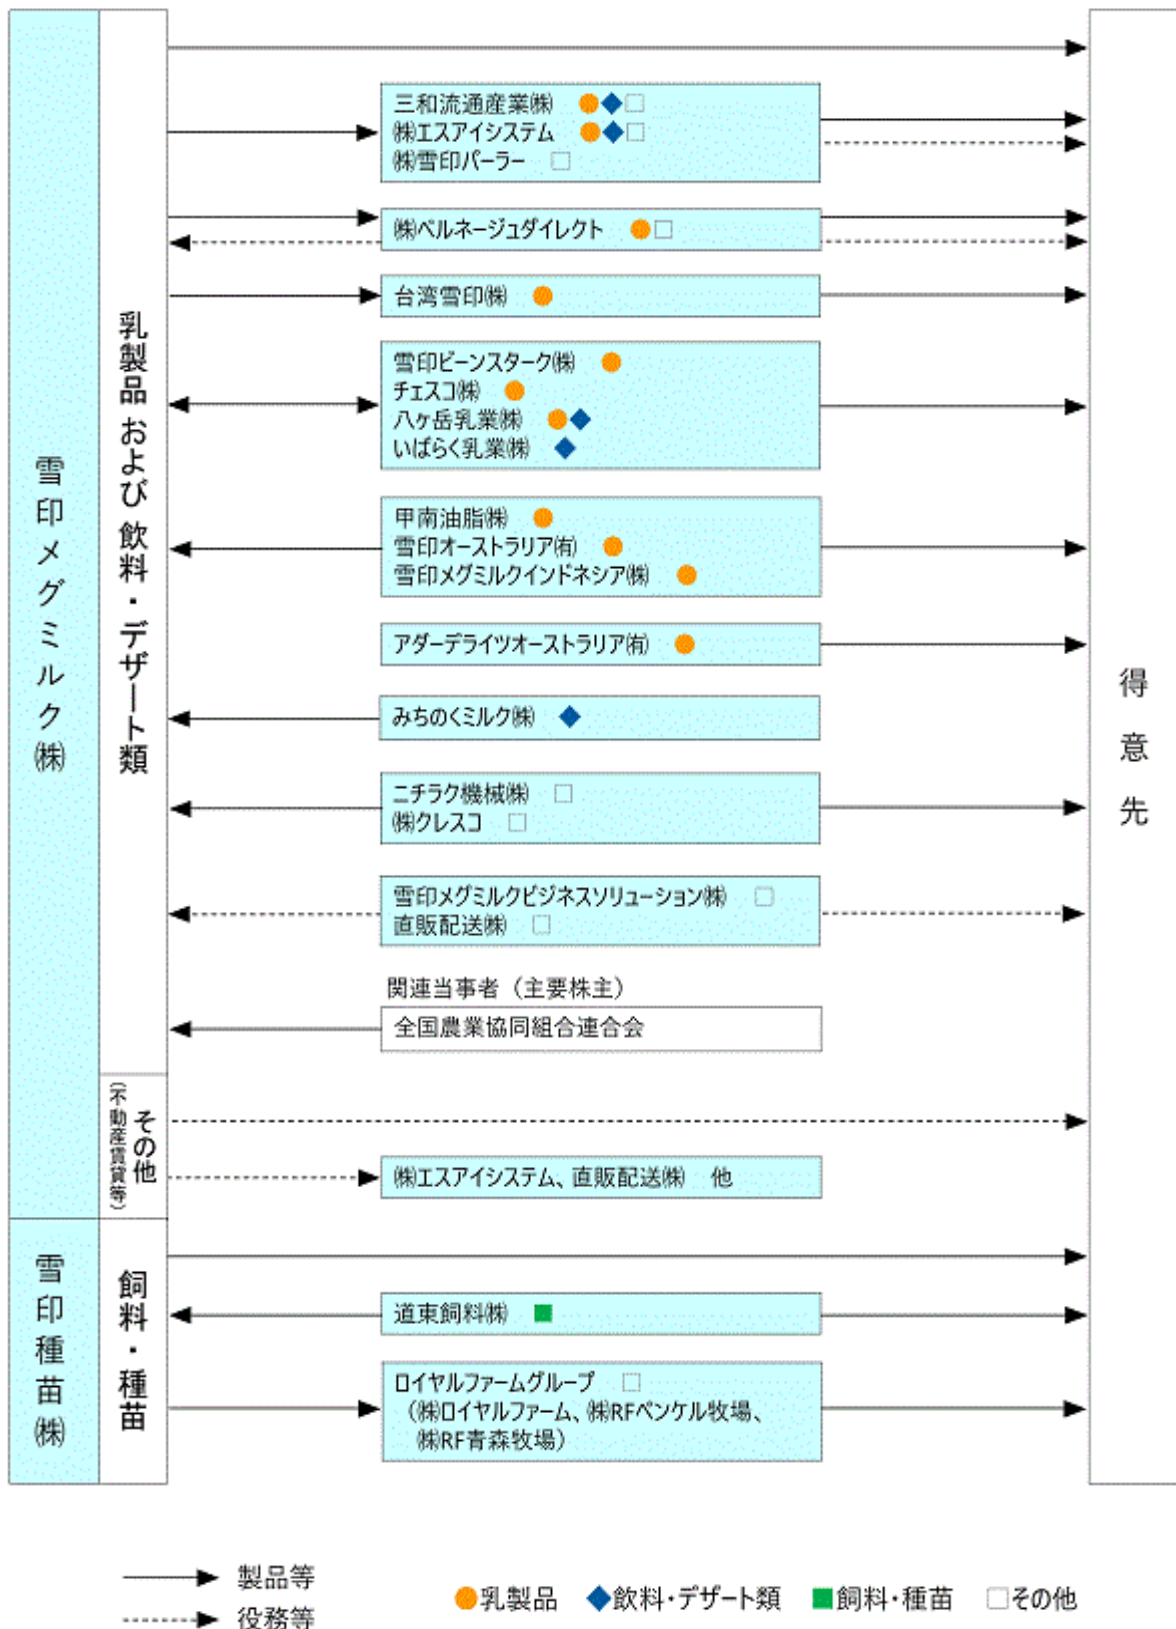 雪印メグミルク㈱
乳製品 および 飲料・デザート類
三和流通産業㈱ ●◆□
㈱エスアイシステム ●◆□
㈱雪印パーラー □
㈱ベルネージュダイレクト ●□
台湾雪印㈱ ●
雪印ビーンスターク㈱ ●
チェスコ㈱ ●
八ヶ岳乳業㈱ ●◆
いばらく乳業㈱ ◆
甲南油脂㈱ ●
雪印オーストラリア㈲ ●
雪印メグミルクインドネシア㈱ ●
アダーデライツオーストラリア㈲ ●
みちのくミルク㈱ ◆
ニチラク機械㈱ □
㈱クレスコ □
雪印メグミルクビジネスソリューション㈱ □
直販配送㈱ □
関連当事者（主要株主）
全国農業協同組合連合会
その他
（不動産賃貸等）
㈱エスアイシステム、直販配送㈱ 他
雪印種苗㈱
飼料・種苗
道東飼料㈱ ■
ロイヤルファームグループ □
（㈱ロイヤルファーム、㈱RFペンケル牧場、
㈱RF青森牧場）
得意先
製品等
役務等
●乳製品 ◆飲料・デザート類 ■飼料・種苗 □その他